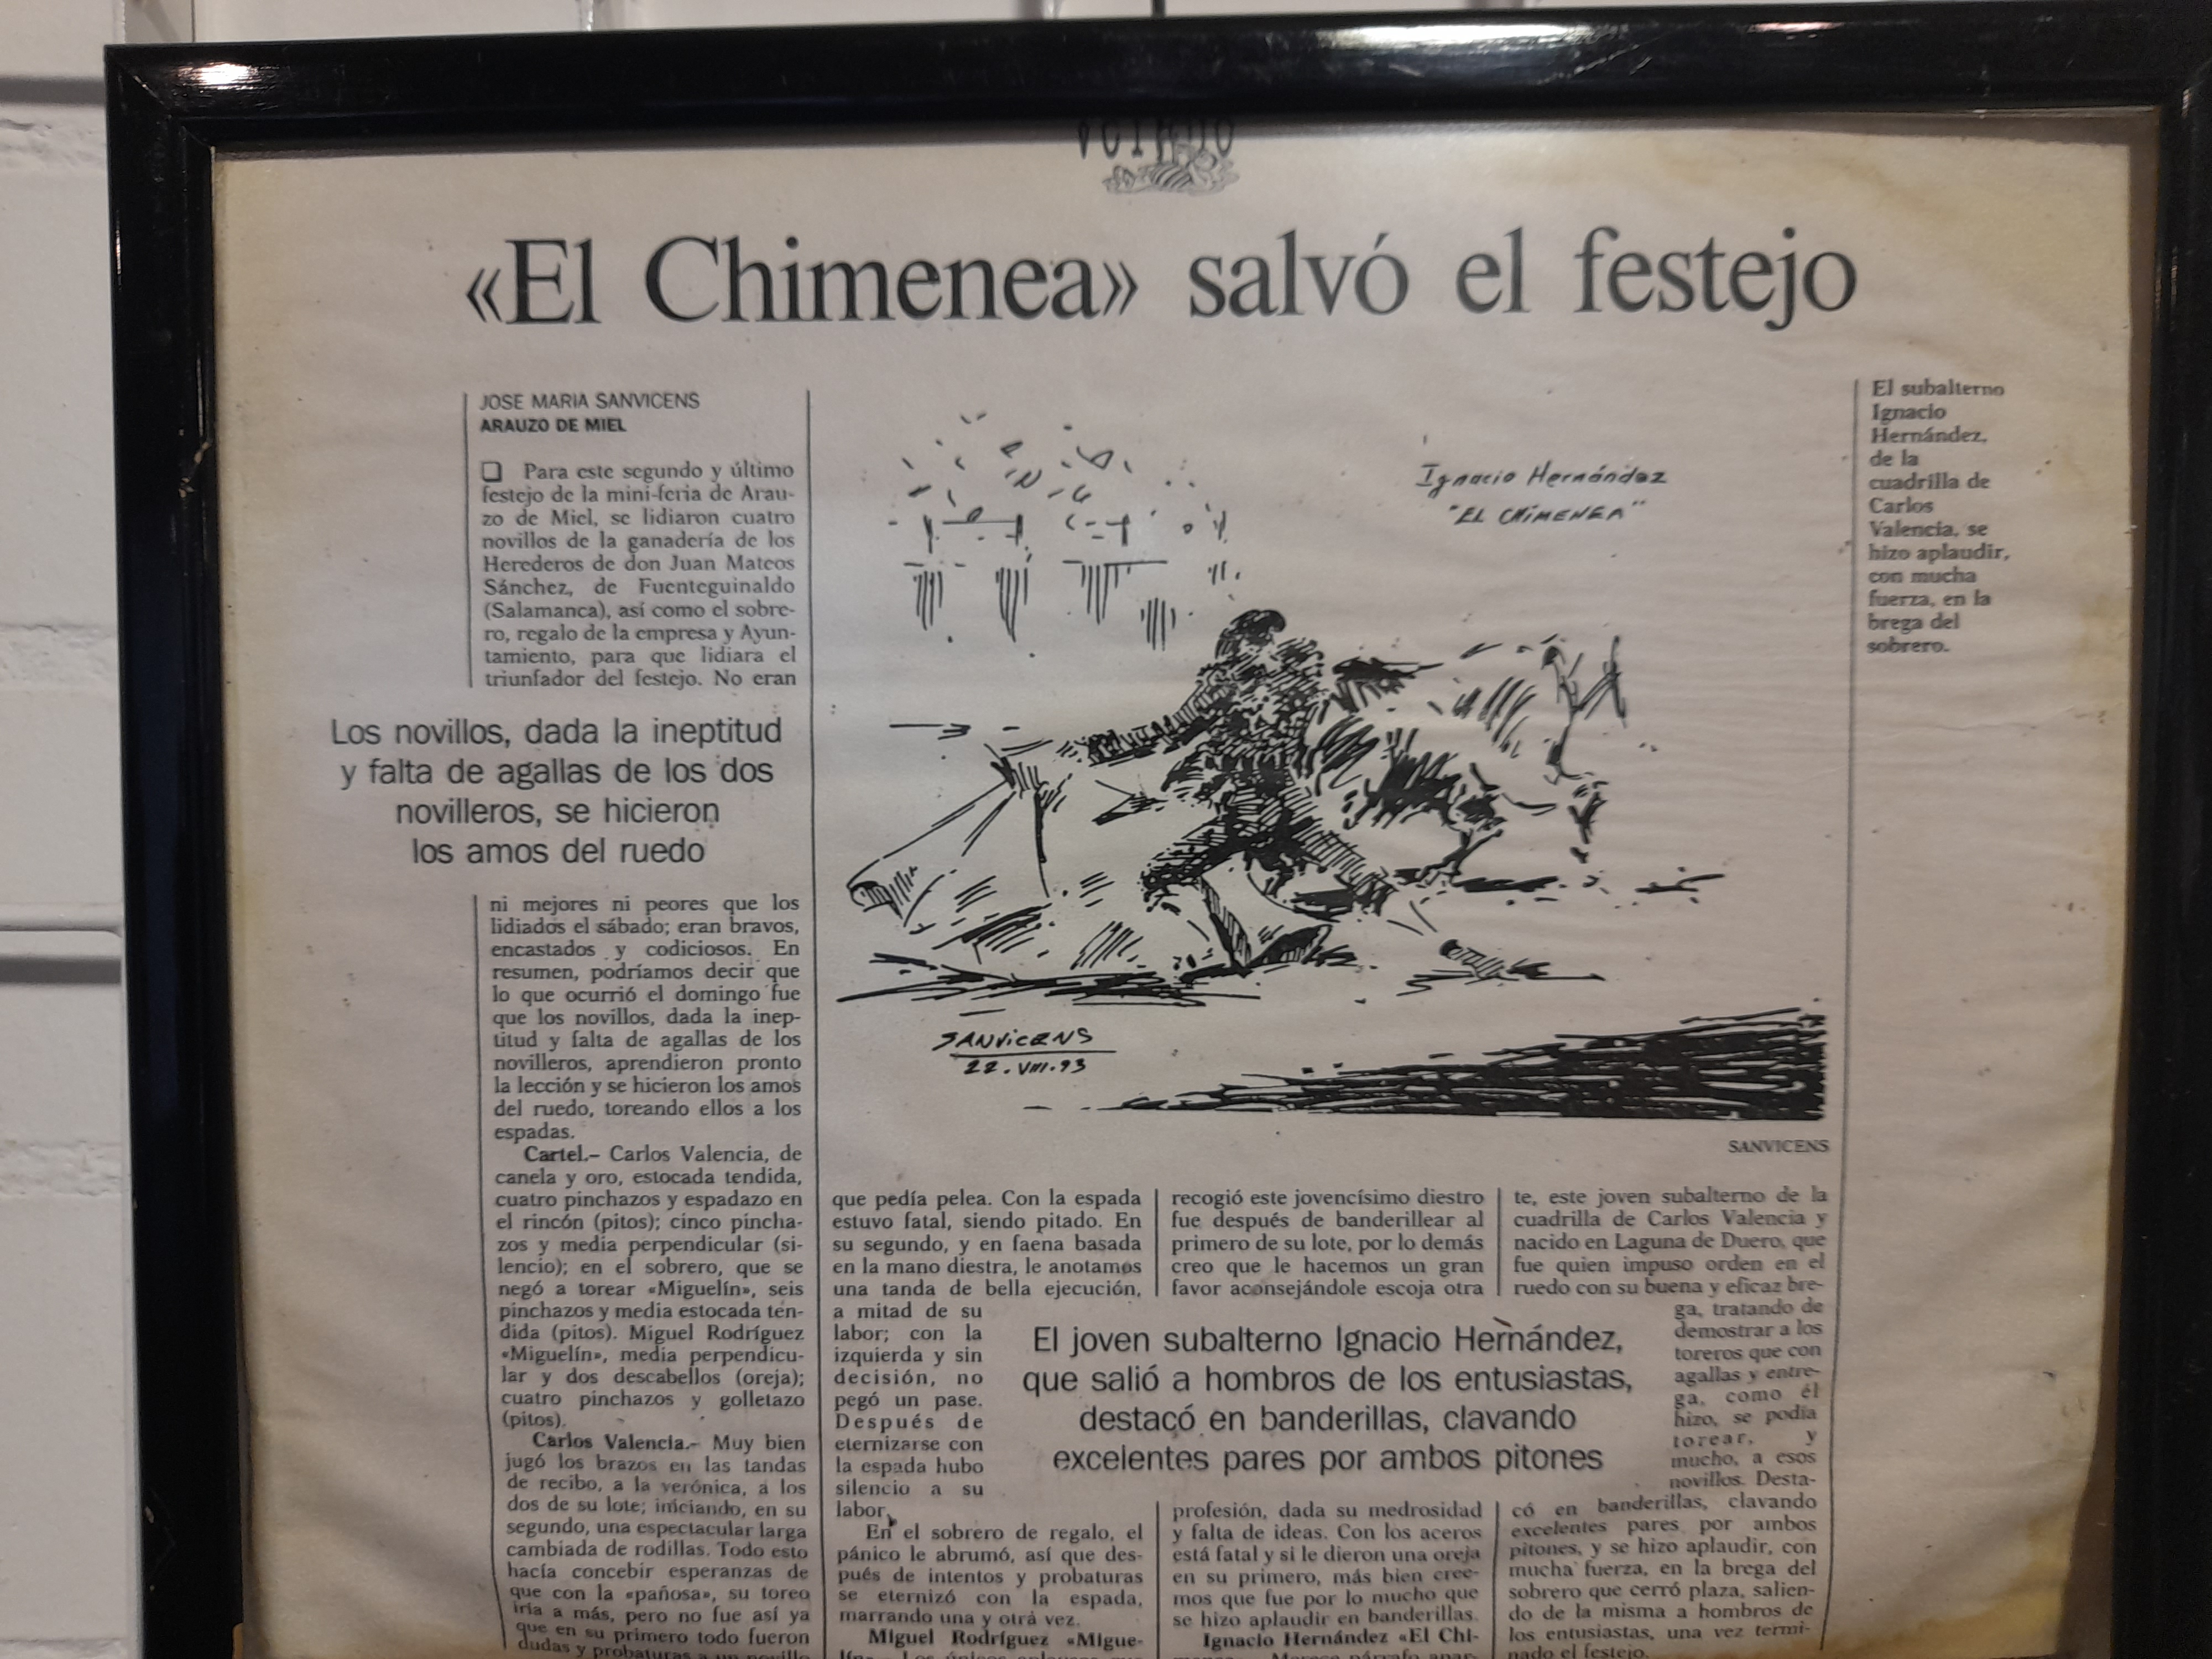 «El Chimenea» salvó el festejo
JOSE MARIA SANVICENS
ARAUZO DE MIEL
❏ Para este segundo y último
festejo de la mini-feria de Arau-
zo de Miel, se lidiaron cuatro
novillos de la ganadería de los
Herederos de don Juan Mateos
Sánchez, de Fuenteguinaldo
(Salamanca), así como el sobre-
ro, regalo de la empresa y Ayun-
tamiento, para que lidiara el
triunfador del festejo. No eran
Los novillos, dada la ineptitud
y falta de agallas de los dos
novilleros, se hicieron
los amos del ruedo
ni mejores ni peores que los
lidiados el sábado; eran bravos,
encastados y codiciosos. En
resumen, podríamos decir que
lo que ocurrió el domingo fue
que los novillos, dada la inep-
titud y falta de agallas de los
novilleros, aprendieron pronto
la lección y se hicieron los amos
del ruedo, toreando ellos a los
espadas.
Cartel.– Carlos Valencia, de
canela y oro, estocada tendida,
cuatro pinchazos y espadazo en
el rincón (pitos); cinco pincha-
zos y media perpendicular (si-
lencio); en el sobrero, que se
negó a torear «Miguelín», seis
pinchazos y media estocada ten-
dida (pitos). Miguel Rodríguez
«Miguelín», media perpendicu-
lar y dos descabellos (oreja);
cuatro pinchazos y golletazo
(pitos).
Carlos Valencia.– Muy bien
jugó los brazos en las tandas
de recibo, a la verónica, a los
dos de su lote; iniciando, en su
segundo, una espectacular larga
cambiada de rodillas. Todo esto
hacía concebir esperanzas de
que con la «pañosa», su toreo
iría a más, pero no fue así ya
que en su primero todo fueron
dudas y probaturas a un novillo
Ignacio Hernández
"EL CHIMENEA"
SANVICENS
22.VIII.93
SANVICENS
El subalterno
Ignacio
Hernández,
de la
cuadrilla de
Carlos
Valencia, se
hizo aplaudir,
con mucha
fuerza, en la
brega del
sobrero.
que pedía pelea. Con la espada
estuvo fatal, siendo pitado. En
su segundo, y en faena basada
en la mano diestra, le anotamos
una tanda de bella ejecución,
a mitad de su
labor; con la
izquierda y sin
decisión, no
pegó un pase.
Después de
eternizarse con
la espada hubo
silencio a su
labor.
En el sobrero de regalo, el
pánico le abrumó, así que des-
pués de intentos y probaturas
se eternizó con la espada,
marrando una y otra vez.
Miguel Rodríguez «Migue-
recogió este jovencísimo diestro
fue después de banderillear al
primero de su lote, por lo demás
creo que le hacemos un gran
favor aconsejándole escoja otra
El joven subalterno Ignacio Hernández,
que salió a hombros de los entusiastas,
destacó en banderillas, clavando
excelentes pares por ambos pitones
profesión, dada su medrosidad
y falta de ideas. Con los aceros
está fatal y si le dieron una oreja
en su primero, más bien cree-
mos que fue por lo mucho que
se hizo aplaudir en banderillas.
Ignacio Hernández «El Chi-
te, este joven subalterno de la
cuadrilla de Carlos Valencia y
nacido en Laguna de Duero, que
fue quien impuso orden en el
ruedo con su buena y eficaz bre-
ga, tratando de
demostrar a los
toreros que con
agallas y entre-
ga, como él
hizo, se podía
torear, y
mucho, a esos
novillos. Desta-
có en banderillas, clavando
excelentes pares por ambos
pitones, y se hizo aplaudir, con
mucha fuerza, en la brega del
sobrero que cerró plaza, salien-
do de la misma a hombros de
los entusiastas, una vez termi-
nado el festejo.